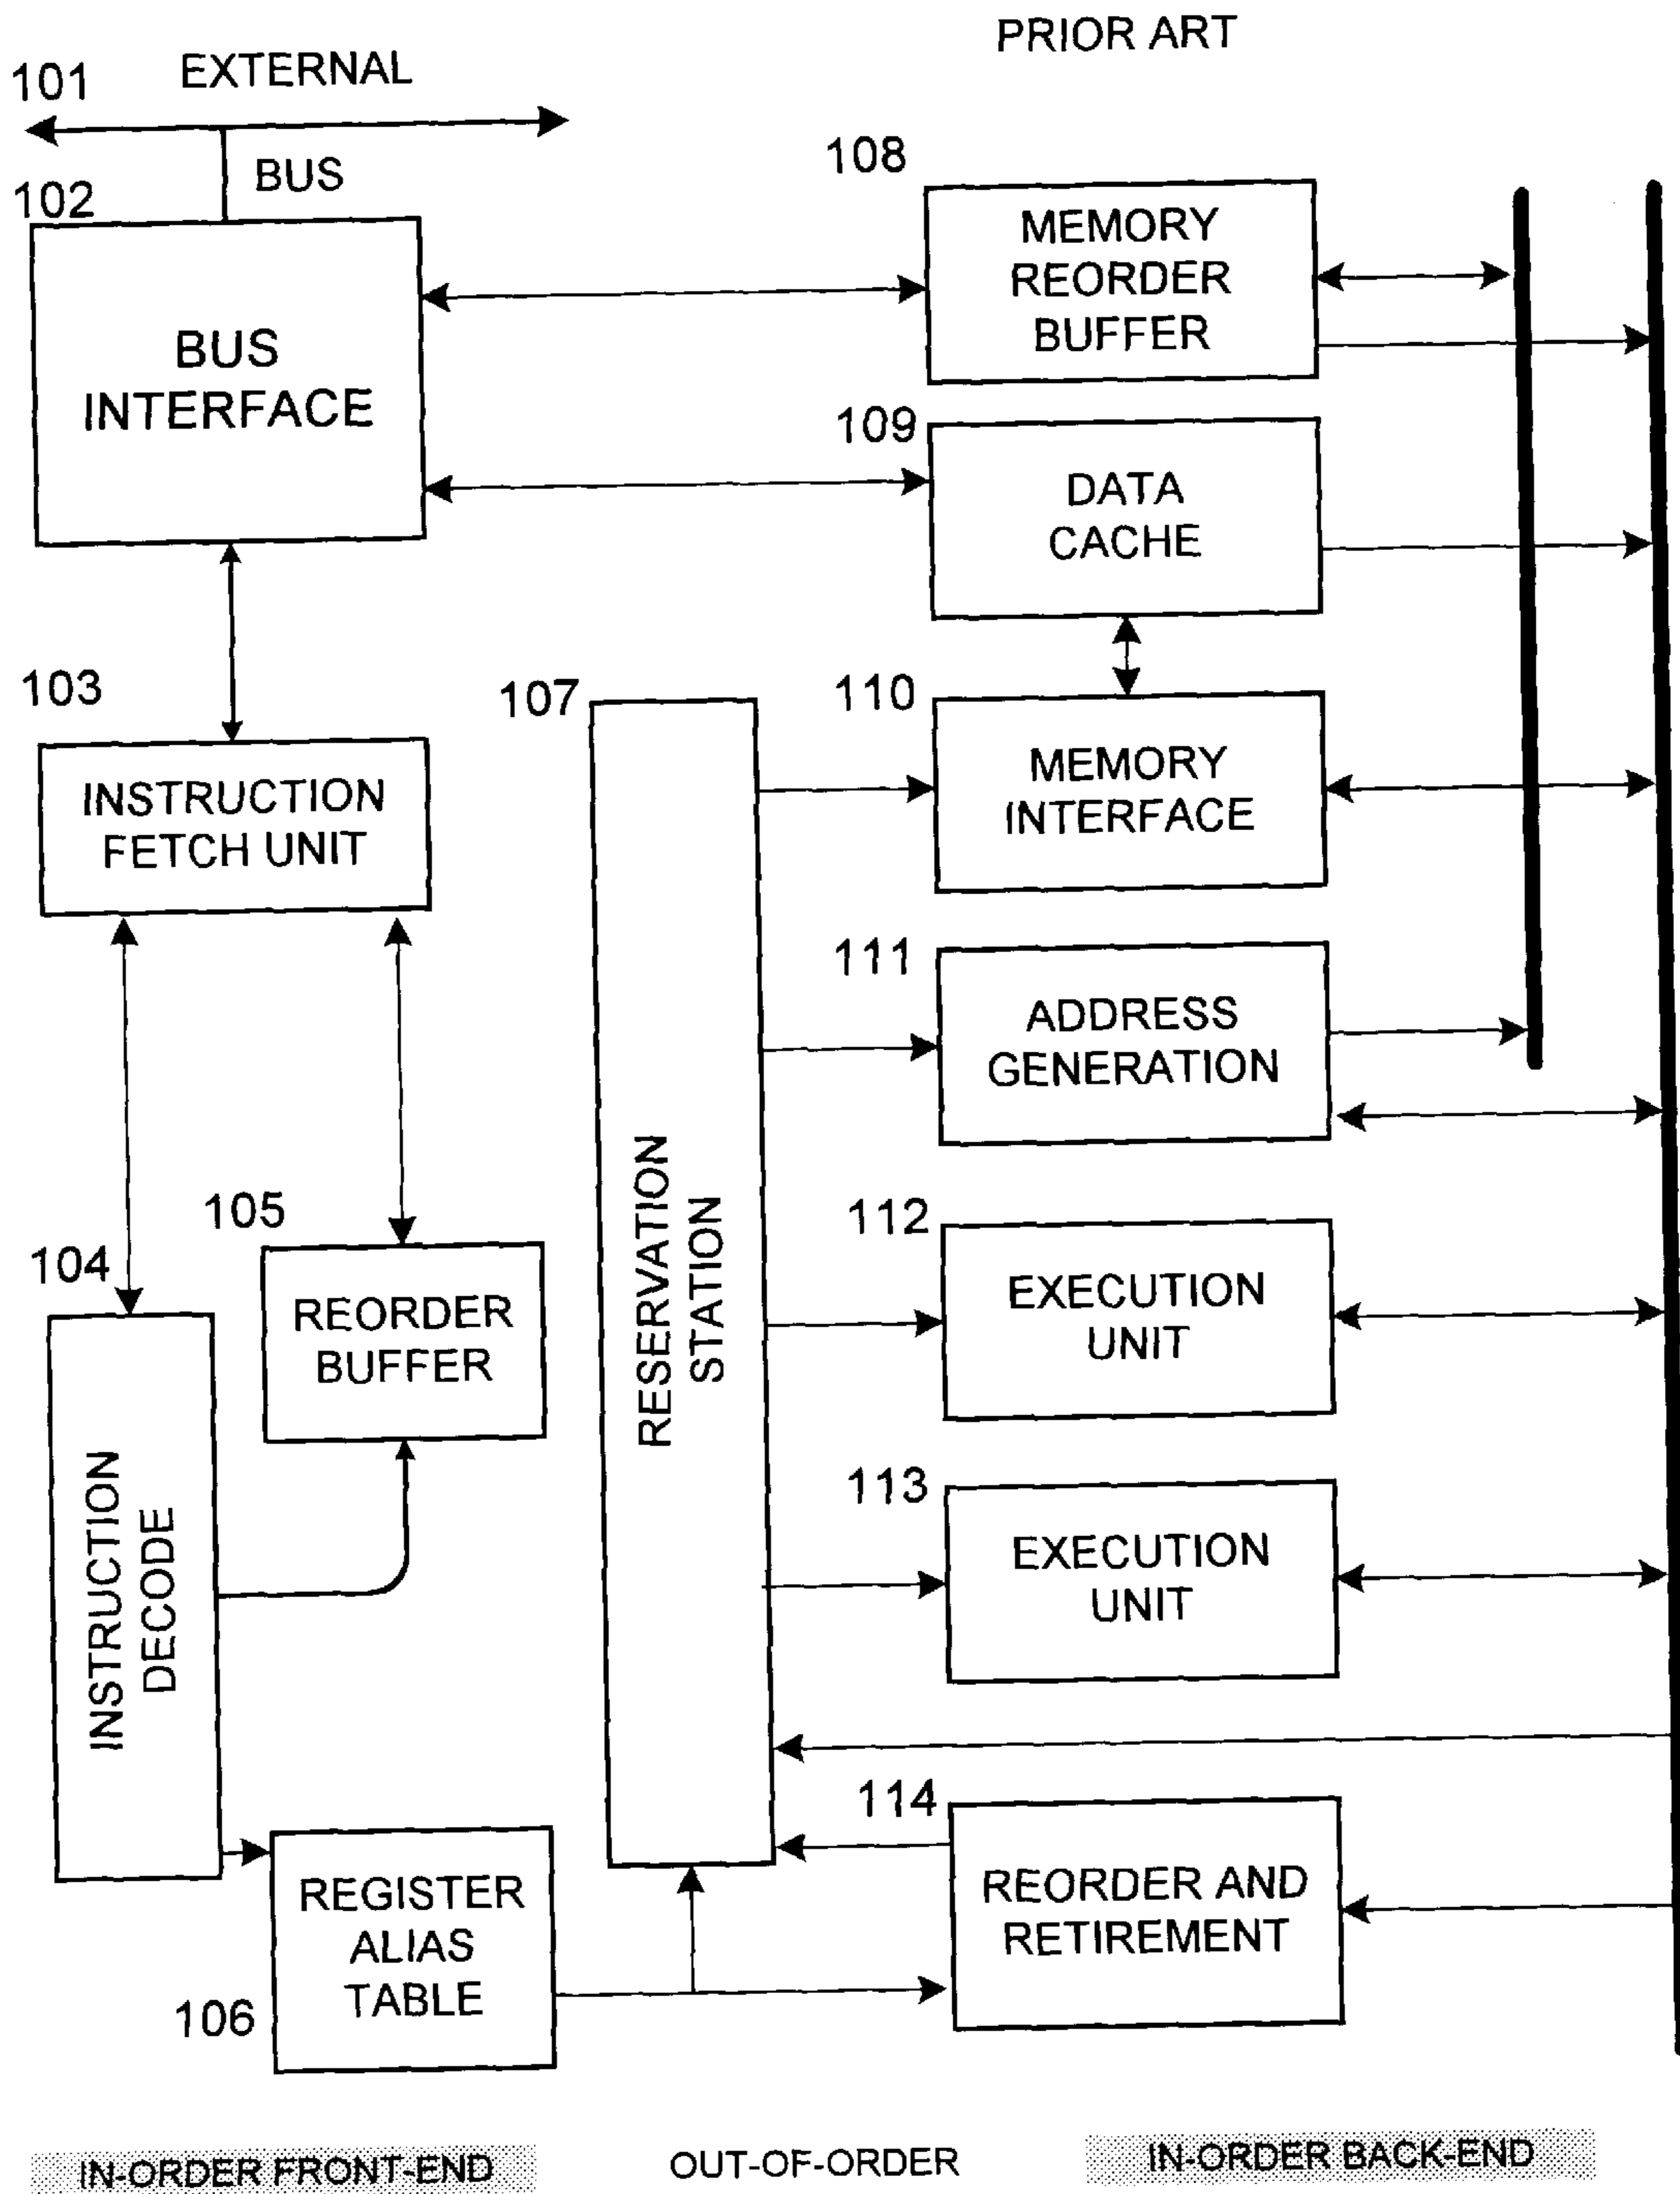 PRIOR ART
101
EXTERNAL
BUS
102
BUS
INTERFACE
108
MEMORY
REORDER
BUFFER
109
DATA
CACHE
103
INSTRUCTION
FETCH UNIT
107
RESERVATION
STATION
110
MEMORY
INTERFACE
111
ADDRESS
GENERATION
105
REORDER
BUFFER
104
INSTRUCTION
DECODE
112
EXECUTION
UNIT
113
EXECUTION
UNIT
114
REORDER AND
RETIREMENT
REGISTER
ALIAS
TABLE
106
IN-ORDER FRONT-END
OUT-OF-ORDER
IN-ORDER BACK-END